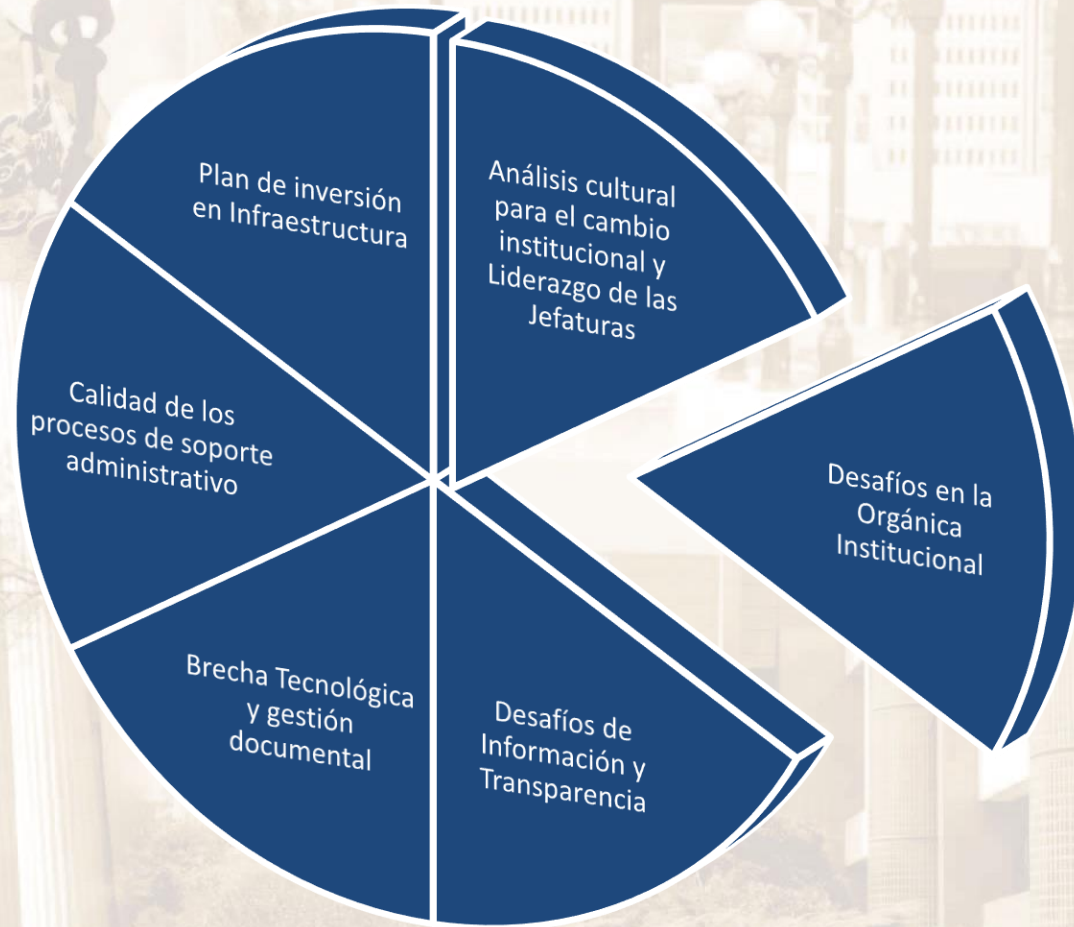 Plan de inversión
en Infraestructura
Análisis cultural
para el cambio
institucional y
Liderazgo de las
Jefaturas
Desafíos en la
Orgánica
Institucional
Desafíos de
Información y
Transparencia
Brecha Tecnológica
y gestión
documental
Calidad de los
procesos de soporte
administrativo